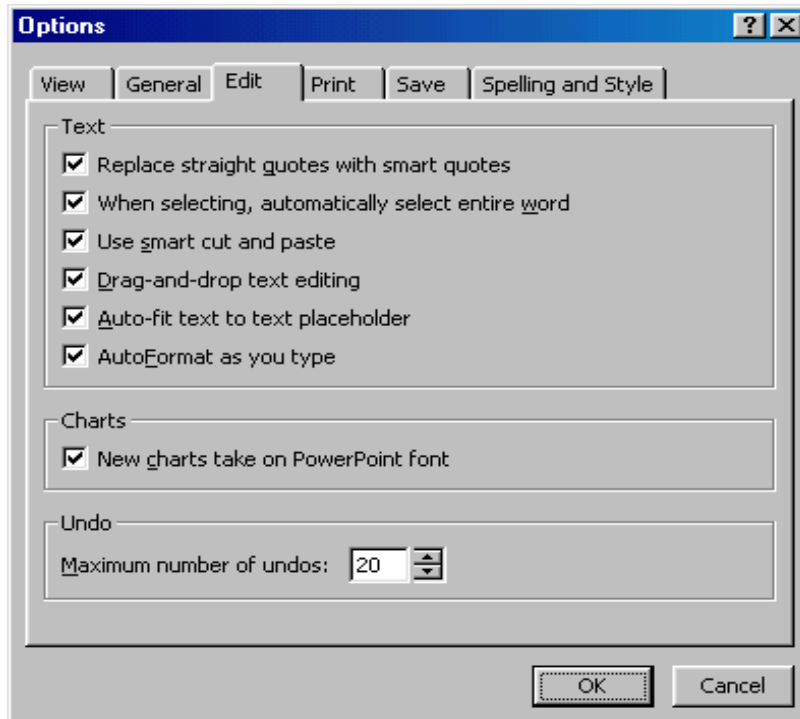 Options
View General Edit Print Save Spelling and Style
Text
Replace straight quotes with smart quotes
When selecting, automatically select entire word
Use smart cut and paste
Drag-and-drop text editing
Auto-fit text to text placeholder
AutoFormat as you type
Charts
New charts take on PowerPoint font
Undo
Maximum number of undos: 20
OK Cancel